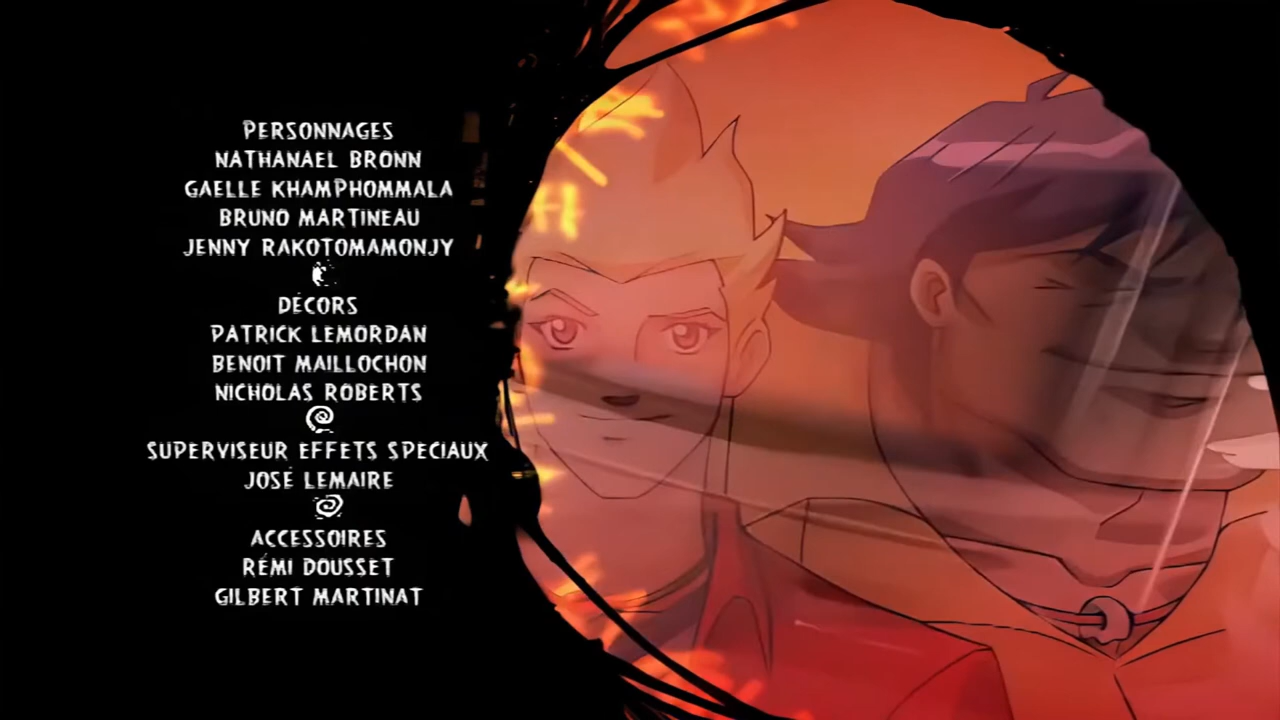 PERSONNAGES
NATHANAEL BRONN
GAELLE KHAMPHOMMALA
BRUNO MARTINEAU
JENNY RAKOTOMAMONJY
DÉCORS
PATRICK LEMORDAN
BENOIT MAILLOCHON
NICHOLAS ROBERTS
SUPERVISEUR EFFETS SPECIAUX
JOSÉ LEMAIRE
ACCESSOIRES
RÉMI DOUSSET
GILBERT MARTINAT